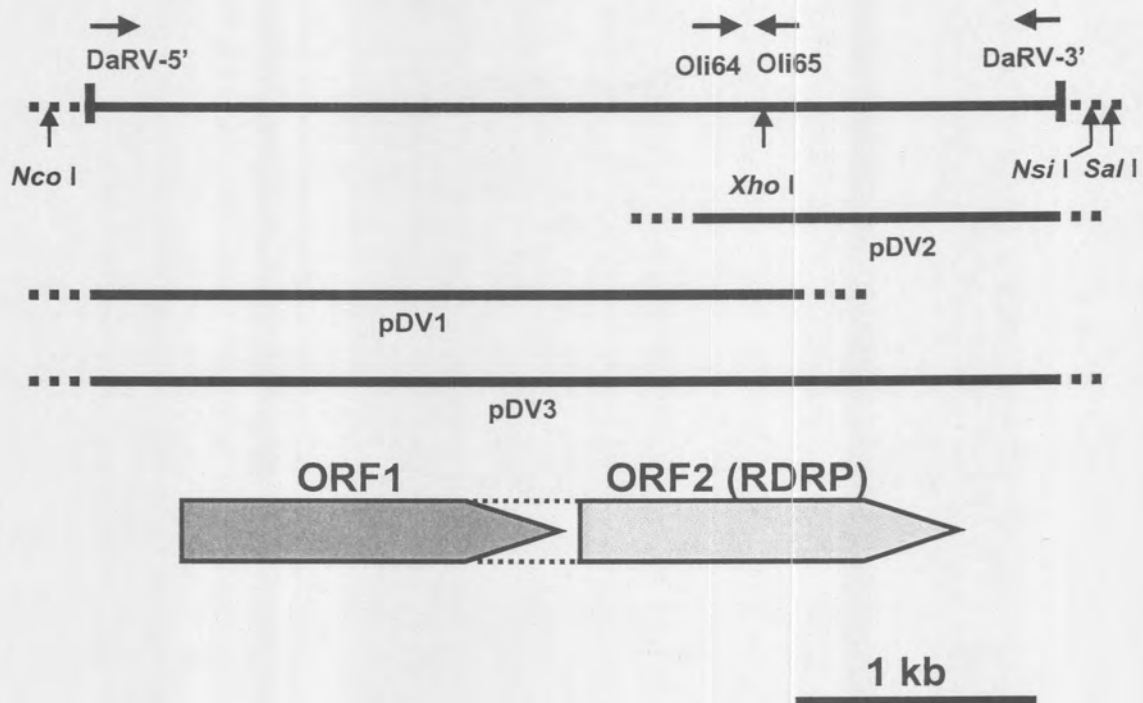 DaRV-5' Oli64 Oli65 DaRV-3'
Nco I Xho I Nsi I Sal I
pDV2
pDV1
pDV3
ORF1 ORF2 (RDRP)
1 kb